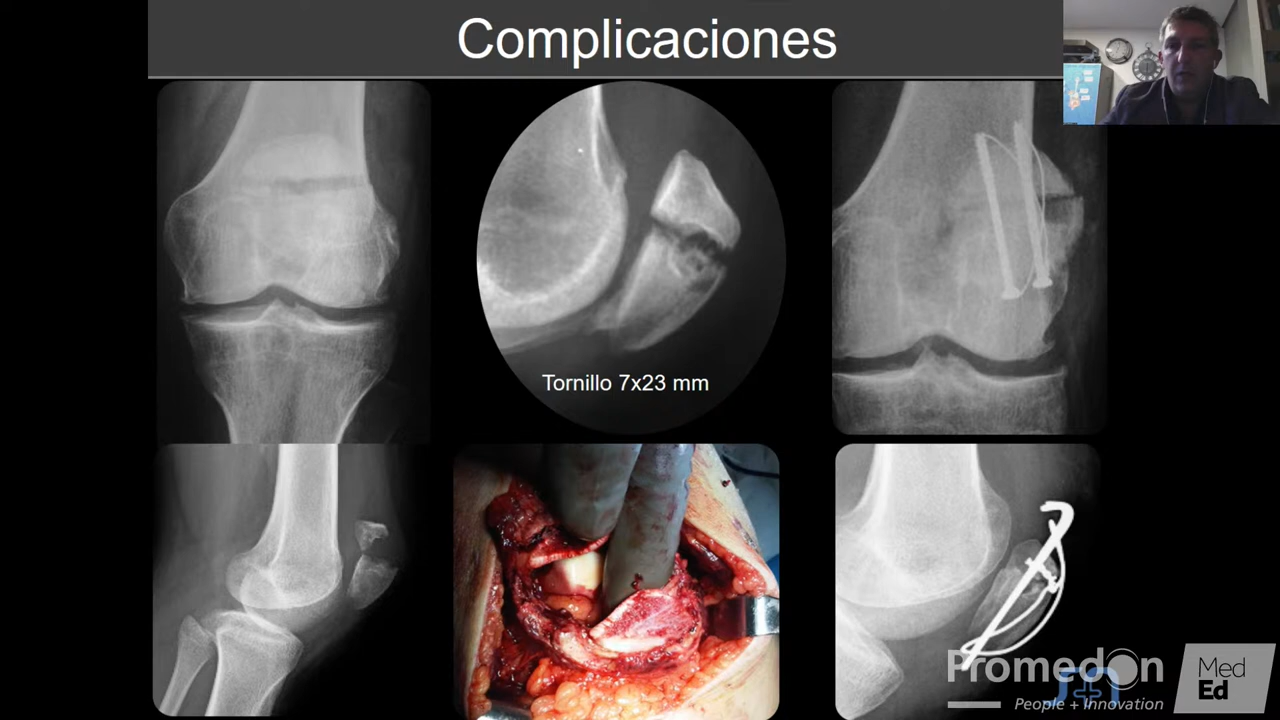 Complicaciones
Tornillo 7x23 mm
Promedon
People + Innovation
Med
Ed